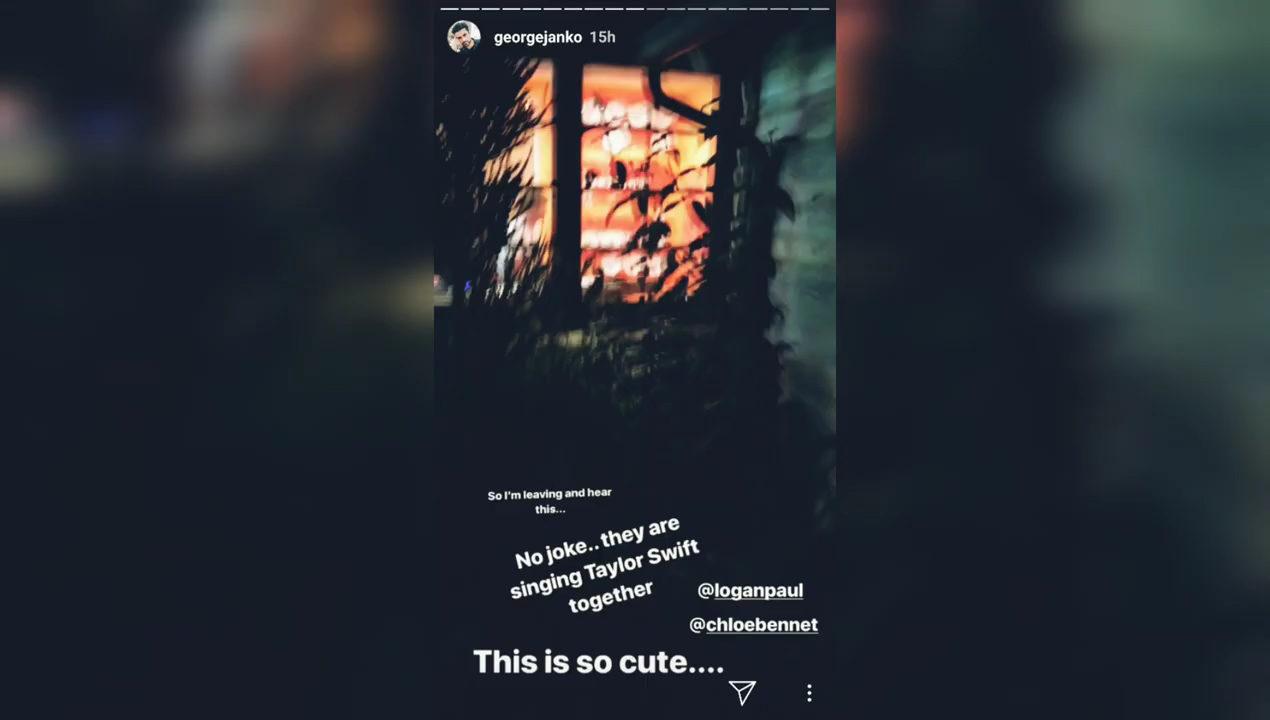 georgejanko 15h
So I'm leaving and hear
this...
No joke.. they are
singing Taylor Swift
together
@loganpaul
@chloebennet
This is so cute....